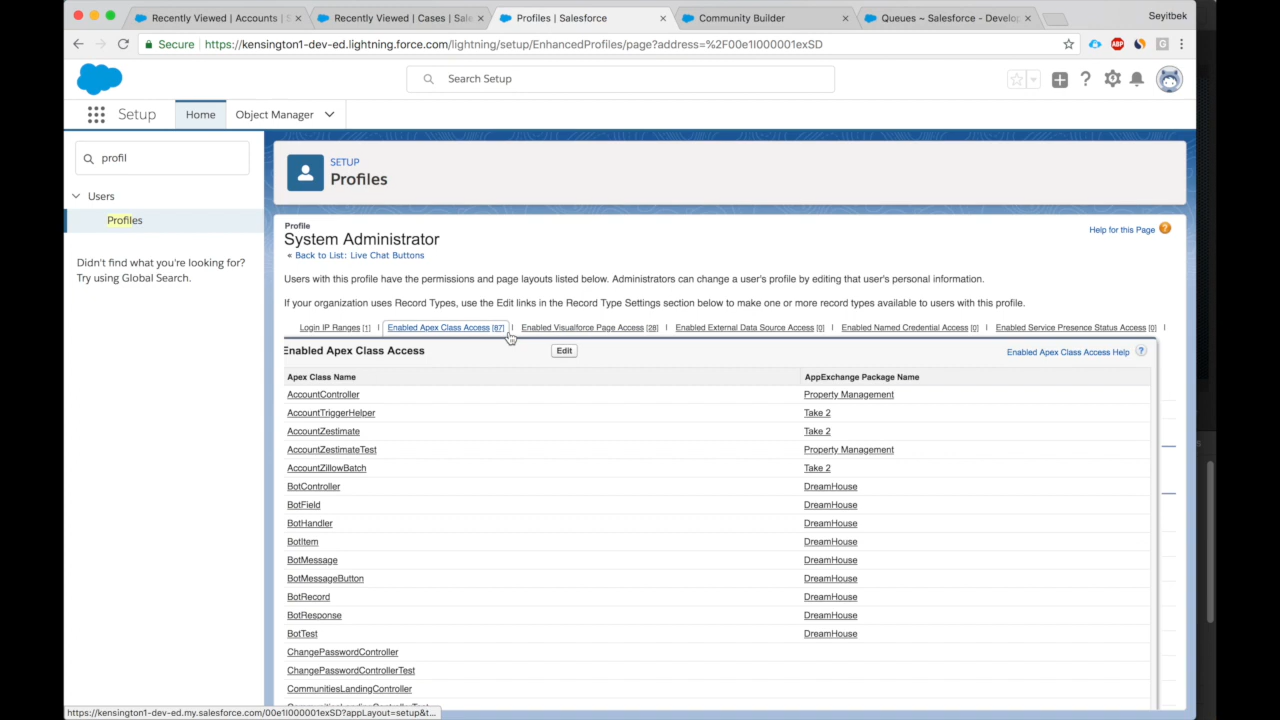 Recently Viewed | Accounts | S
Recently Viewed | Cases | Sale
Profiles | Salesforce
Community Builder
Queues ~ Salesforce - Develop
Seyitbek
Secure
https://kensington1-dev-ed.lightning.force.com/lightning/setup/EnhancedProfiles/page?address=%2F00e1I000001exSD
ABP
G
Search Setup
Setup
Home
Object Manager
profil
Users
Profiles
Didn't find what you're looking for?
Try using Global Search.
SETUP
Profiles
Profile
System Administrator
Help for this Page ?
« Back to List: Live Chat Buttons
Users with this profile have the permissions and page layouts listed below. Administrators can change a user's profile by editing that user's personal information.
If your organization uses Record Types, use the Edit links in the Record Type Settings section below to make one or more record types available to users with this profile.
Login IP Ranges [1] | Enabled Apex Class Access [87] | Enabled Visualforce Page Access [28] | Enabled External Data Source Access [0] | Enabled Named Credential Access [0] | Enabled Service Presence Status Access [0] |
Enabled Apex Class Access Edit Enabled Apex Class Access Help ?
Apex Class Name AppExchange Package Name
AccountController Property Management
AccountTriggerHelper Take 2
AccountZestimate Take 2
AccountZestimateTest Property Management
AccountZillowBatch Take 2
BotController DreamHouse
BotField DreamHouse
BotHandler DreamHouse
BotItem DreamHouse
BotMessage DreamHouse
BotMessageButton DreamHouse
BotRecord DreamHouse
BotResponse DreamHouse
BotTest DreamHouse
ChangePasswordController
ChangePasswordControllerTest
CommunitiesLandingController
https://kensington1-dev-ed.my.salesforce.com/00e1I000001exSD?appLayout=setup&t...